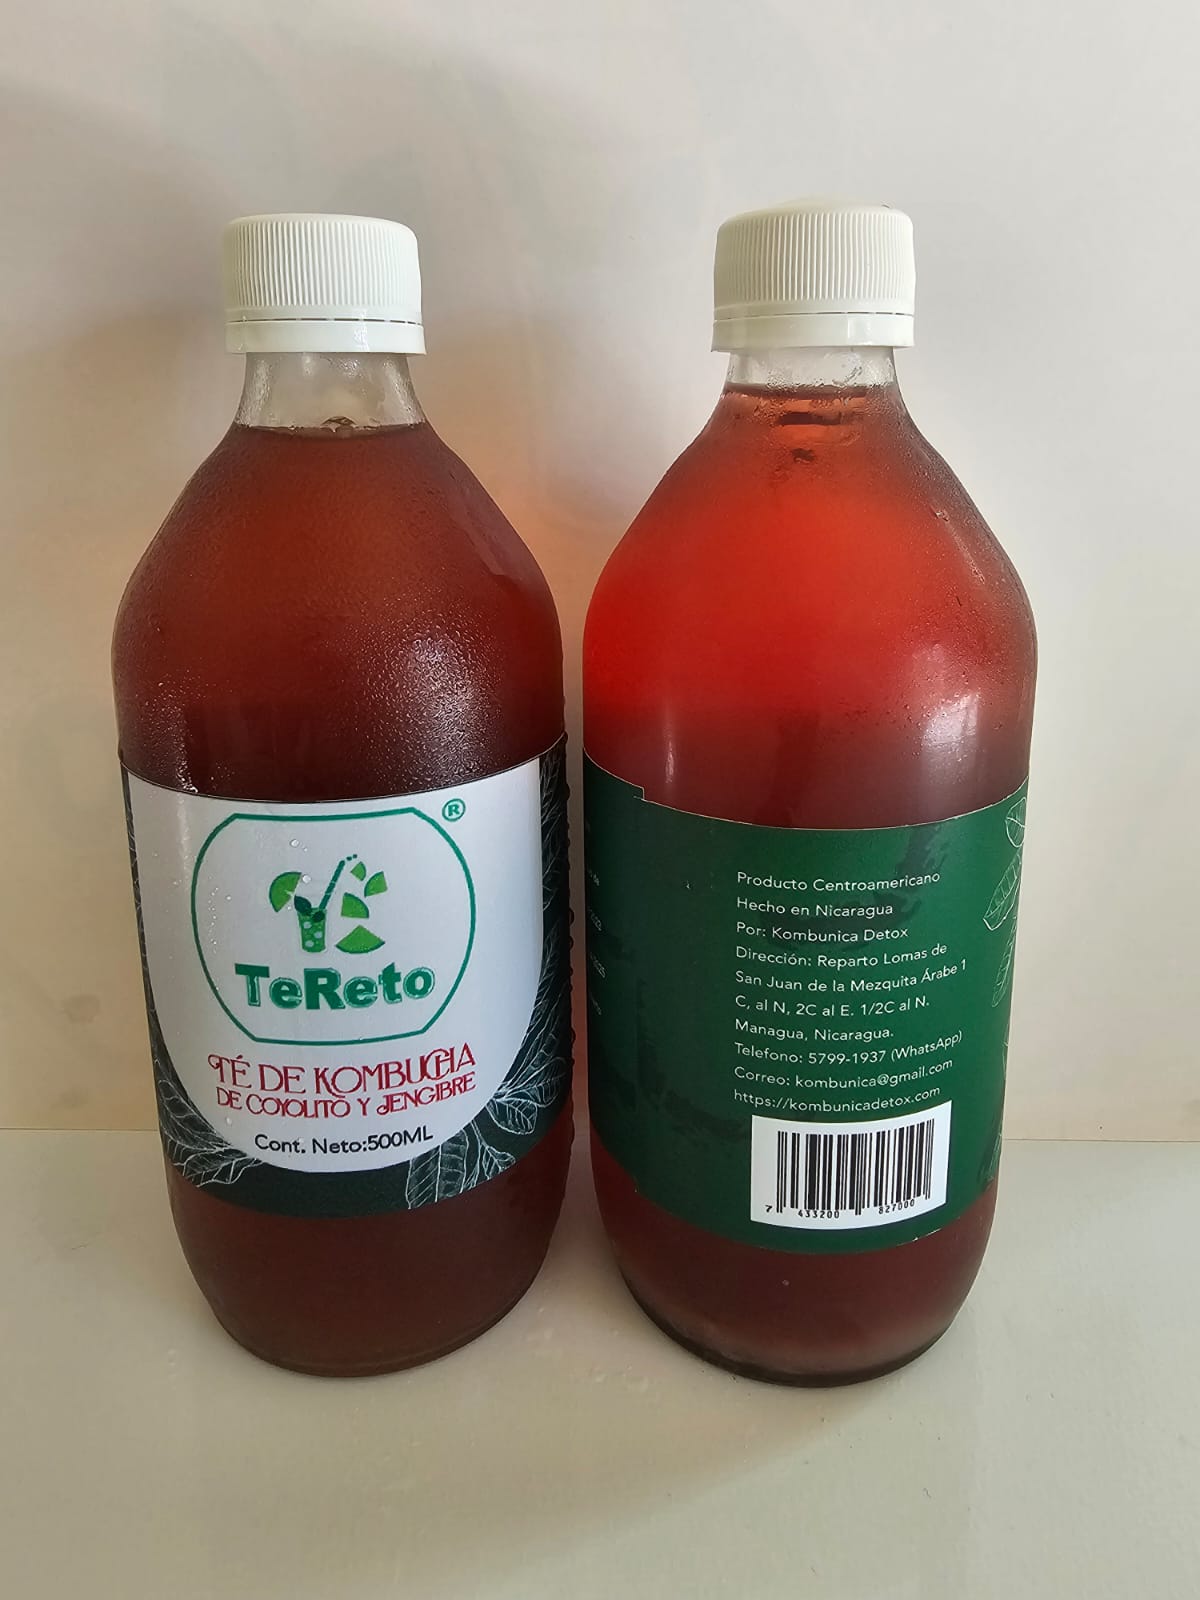 ®
TeReto
TÉ DE KOMBUCHA
DE COYOLITO Y JENGIBRE
Cont. Neto:500ML
Producto Centroamericano
Hecho en Nicaragua
Por: Kombunica Detox
Dirección: Reparto Lomas de
San Juan de la Mezquita Árabe 1
C, al N, 2C al E. 1/2C al N.
Managua, Nicaragua.
Telefono: 5799-1937 (WhatsApp)
Correo: kombunica@gmail.com
https://kombunicadetox.com
7 433200 827000